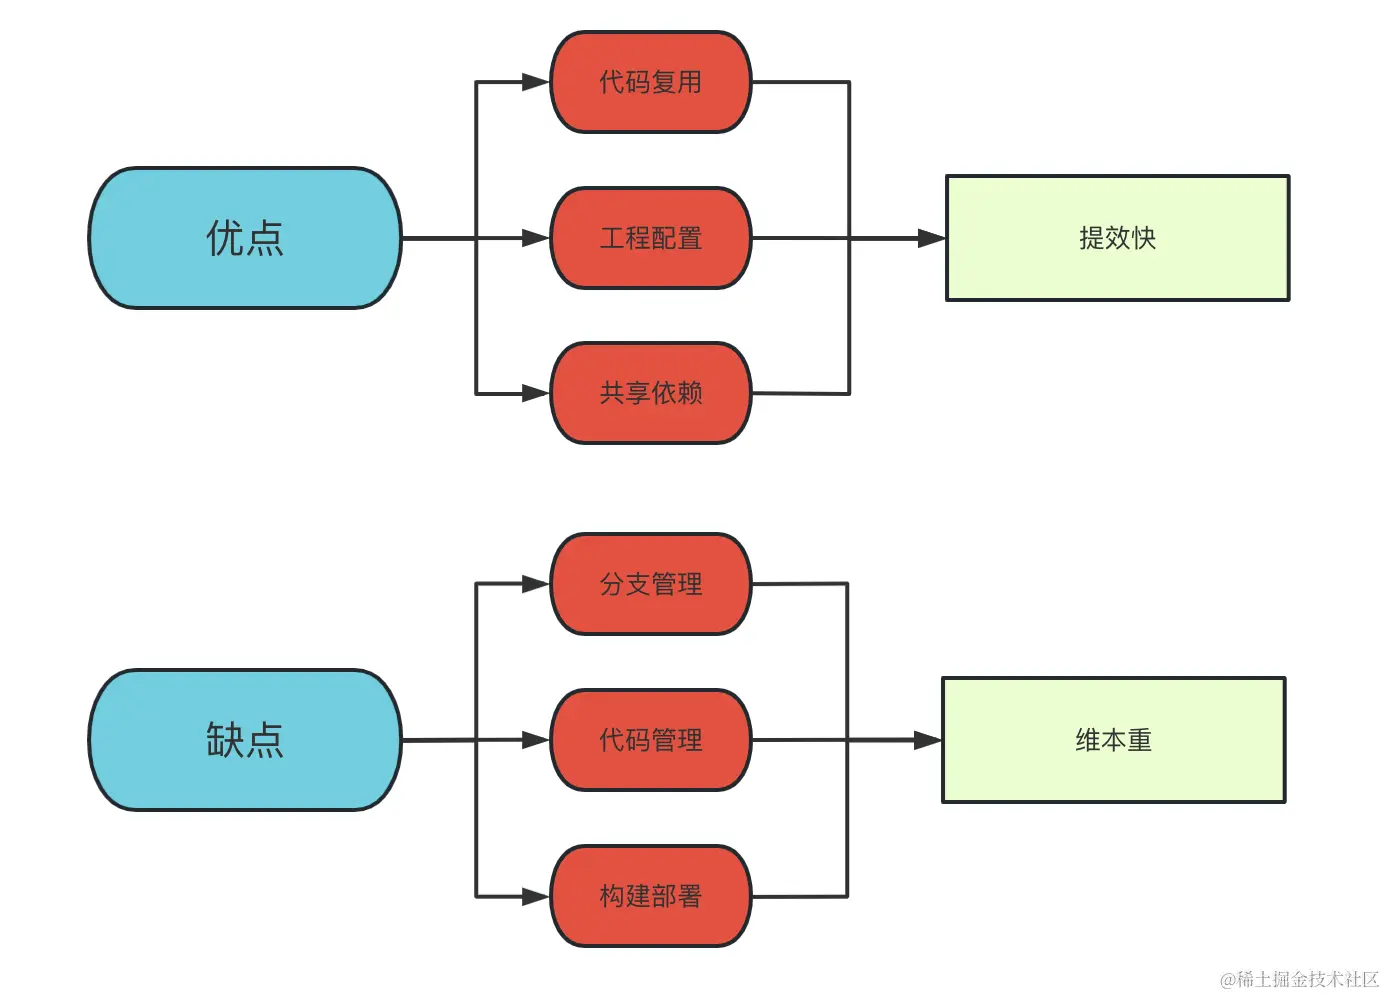 代码复用
优点
工程配置
提效快
共享依赖
分支管理
缺点
代码管理
维本重
构建部署
@稀土掘金技术社区